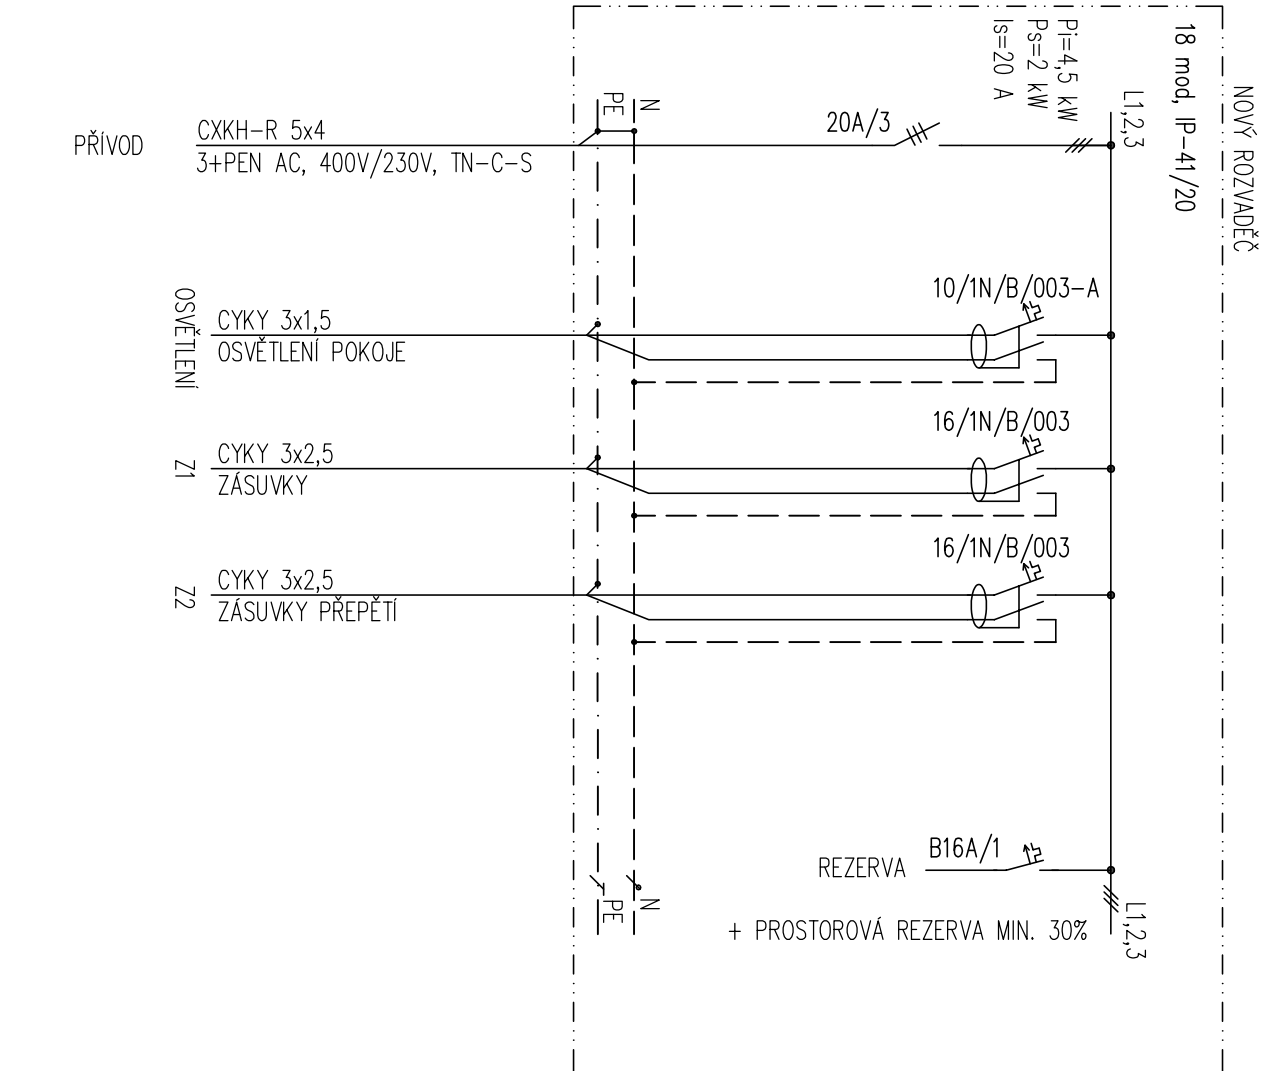 NOVÝ ROZVADĚČ
18 mod, IP-41/20
Pi=4,5 kW
Ps=2 kW
Is=20 A
L1,2,3
PE
N
PŘÍVOD
CXKH-R 5x4
3+PEN AC, 400V/230V, TN-C-S
20A/3
OSVĚTLENÍ
CYKY 3x1,5
OSVĚTLENÍ POKOJE
10/1N/B/003-A
Z1
CYKY 3x2,5
ZÁSUVKY
16/1N/B/003
Z2
CYKY 3x2,5
ZÁSUVKY PŘEPĚTÍ
16/1N/B/003
REZERVA
B16A/1
PE
N
L1,2,3
+ PROSTOROVÁ REZERVA MIN. 30%